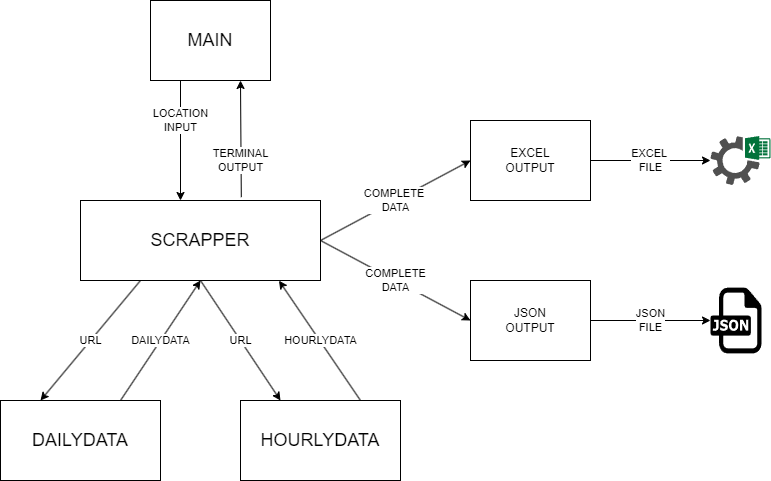 MAIN
LOCATION
INPUT
TERMINAL
OUTPUT
SCRAPPER
COMPLETE
DATA
EXCEL
OUTPUT
EXCEL
FILE
X
COMPLETE
DATA
JSON
OUTPUT
JSON
FILE
JSON
URL
DAILYDATA
URL
HOURLYDATA
DAILYDATA
HOURLYDATA